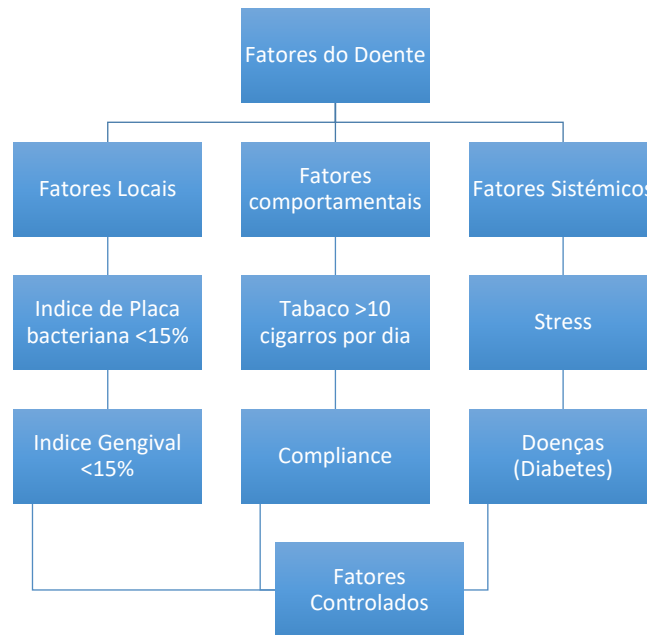 Fatores do Doente
Fatores Locais
Fatores
comportamentais
Fatores Sistémicos
Indice de Placa
bacteriana <15%
Tabaco >10
cigarros por dia
Stress
Indice Gengival
<15%
Compliance
Doenças
(Diabetes)
Fatores
Controlados